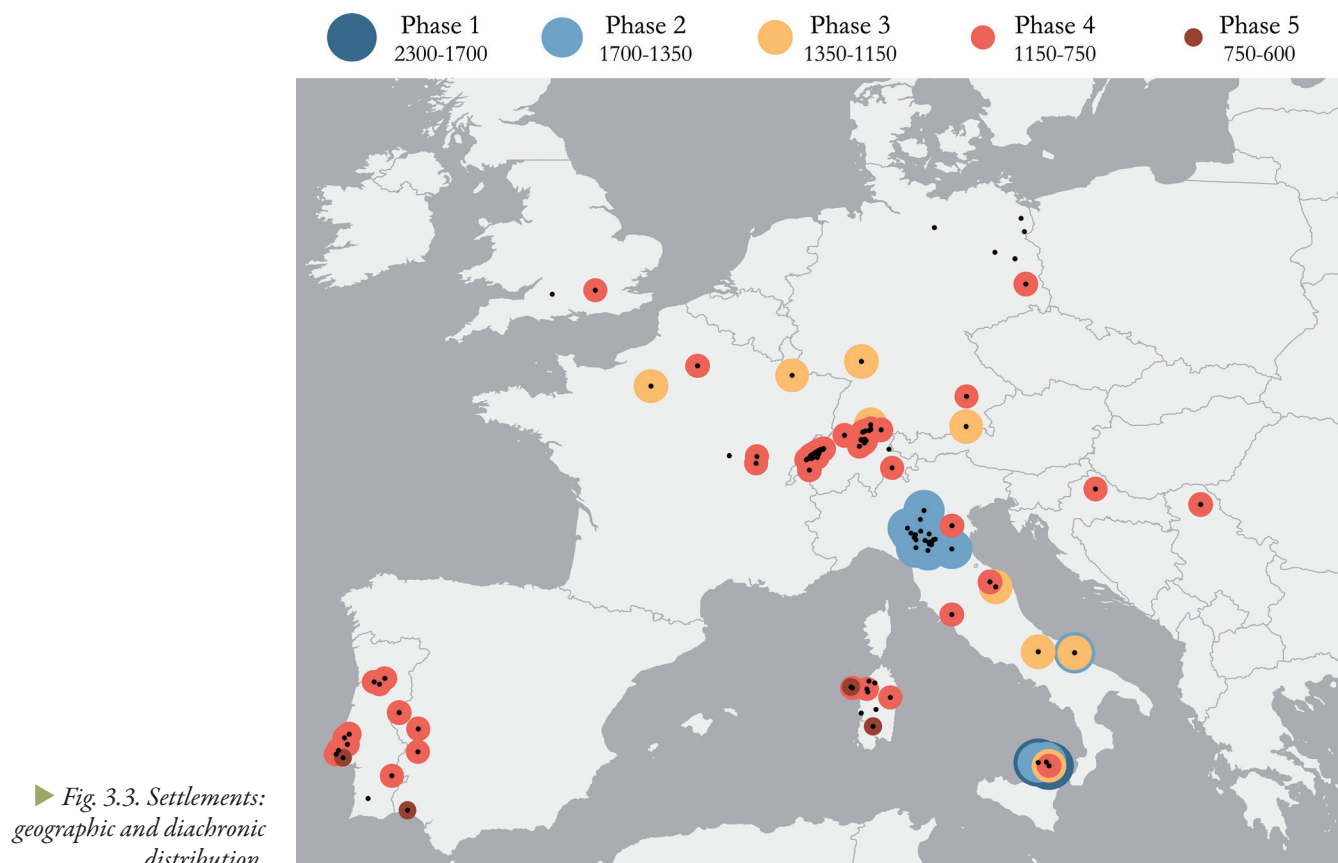 Phase 1 Phase 2 Phase 3 Phase 4 Phase 5
2300-1700 1700-1350 1350-1150 1150-750 750-600
Fig. 3.3. Settlements:
geographic and diachronic
distribution.